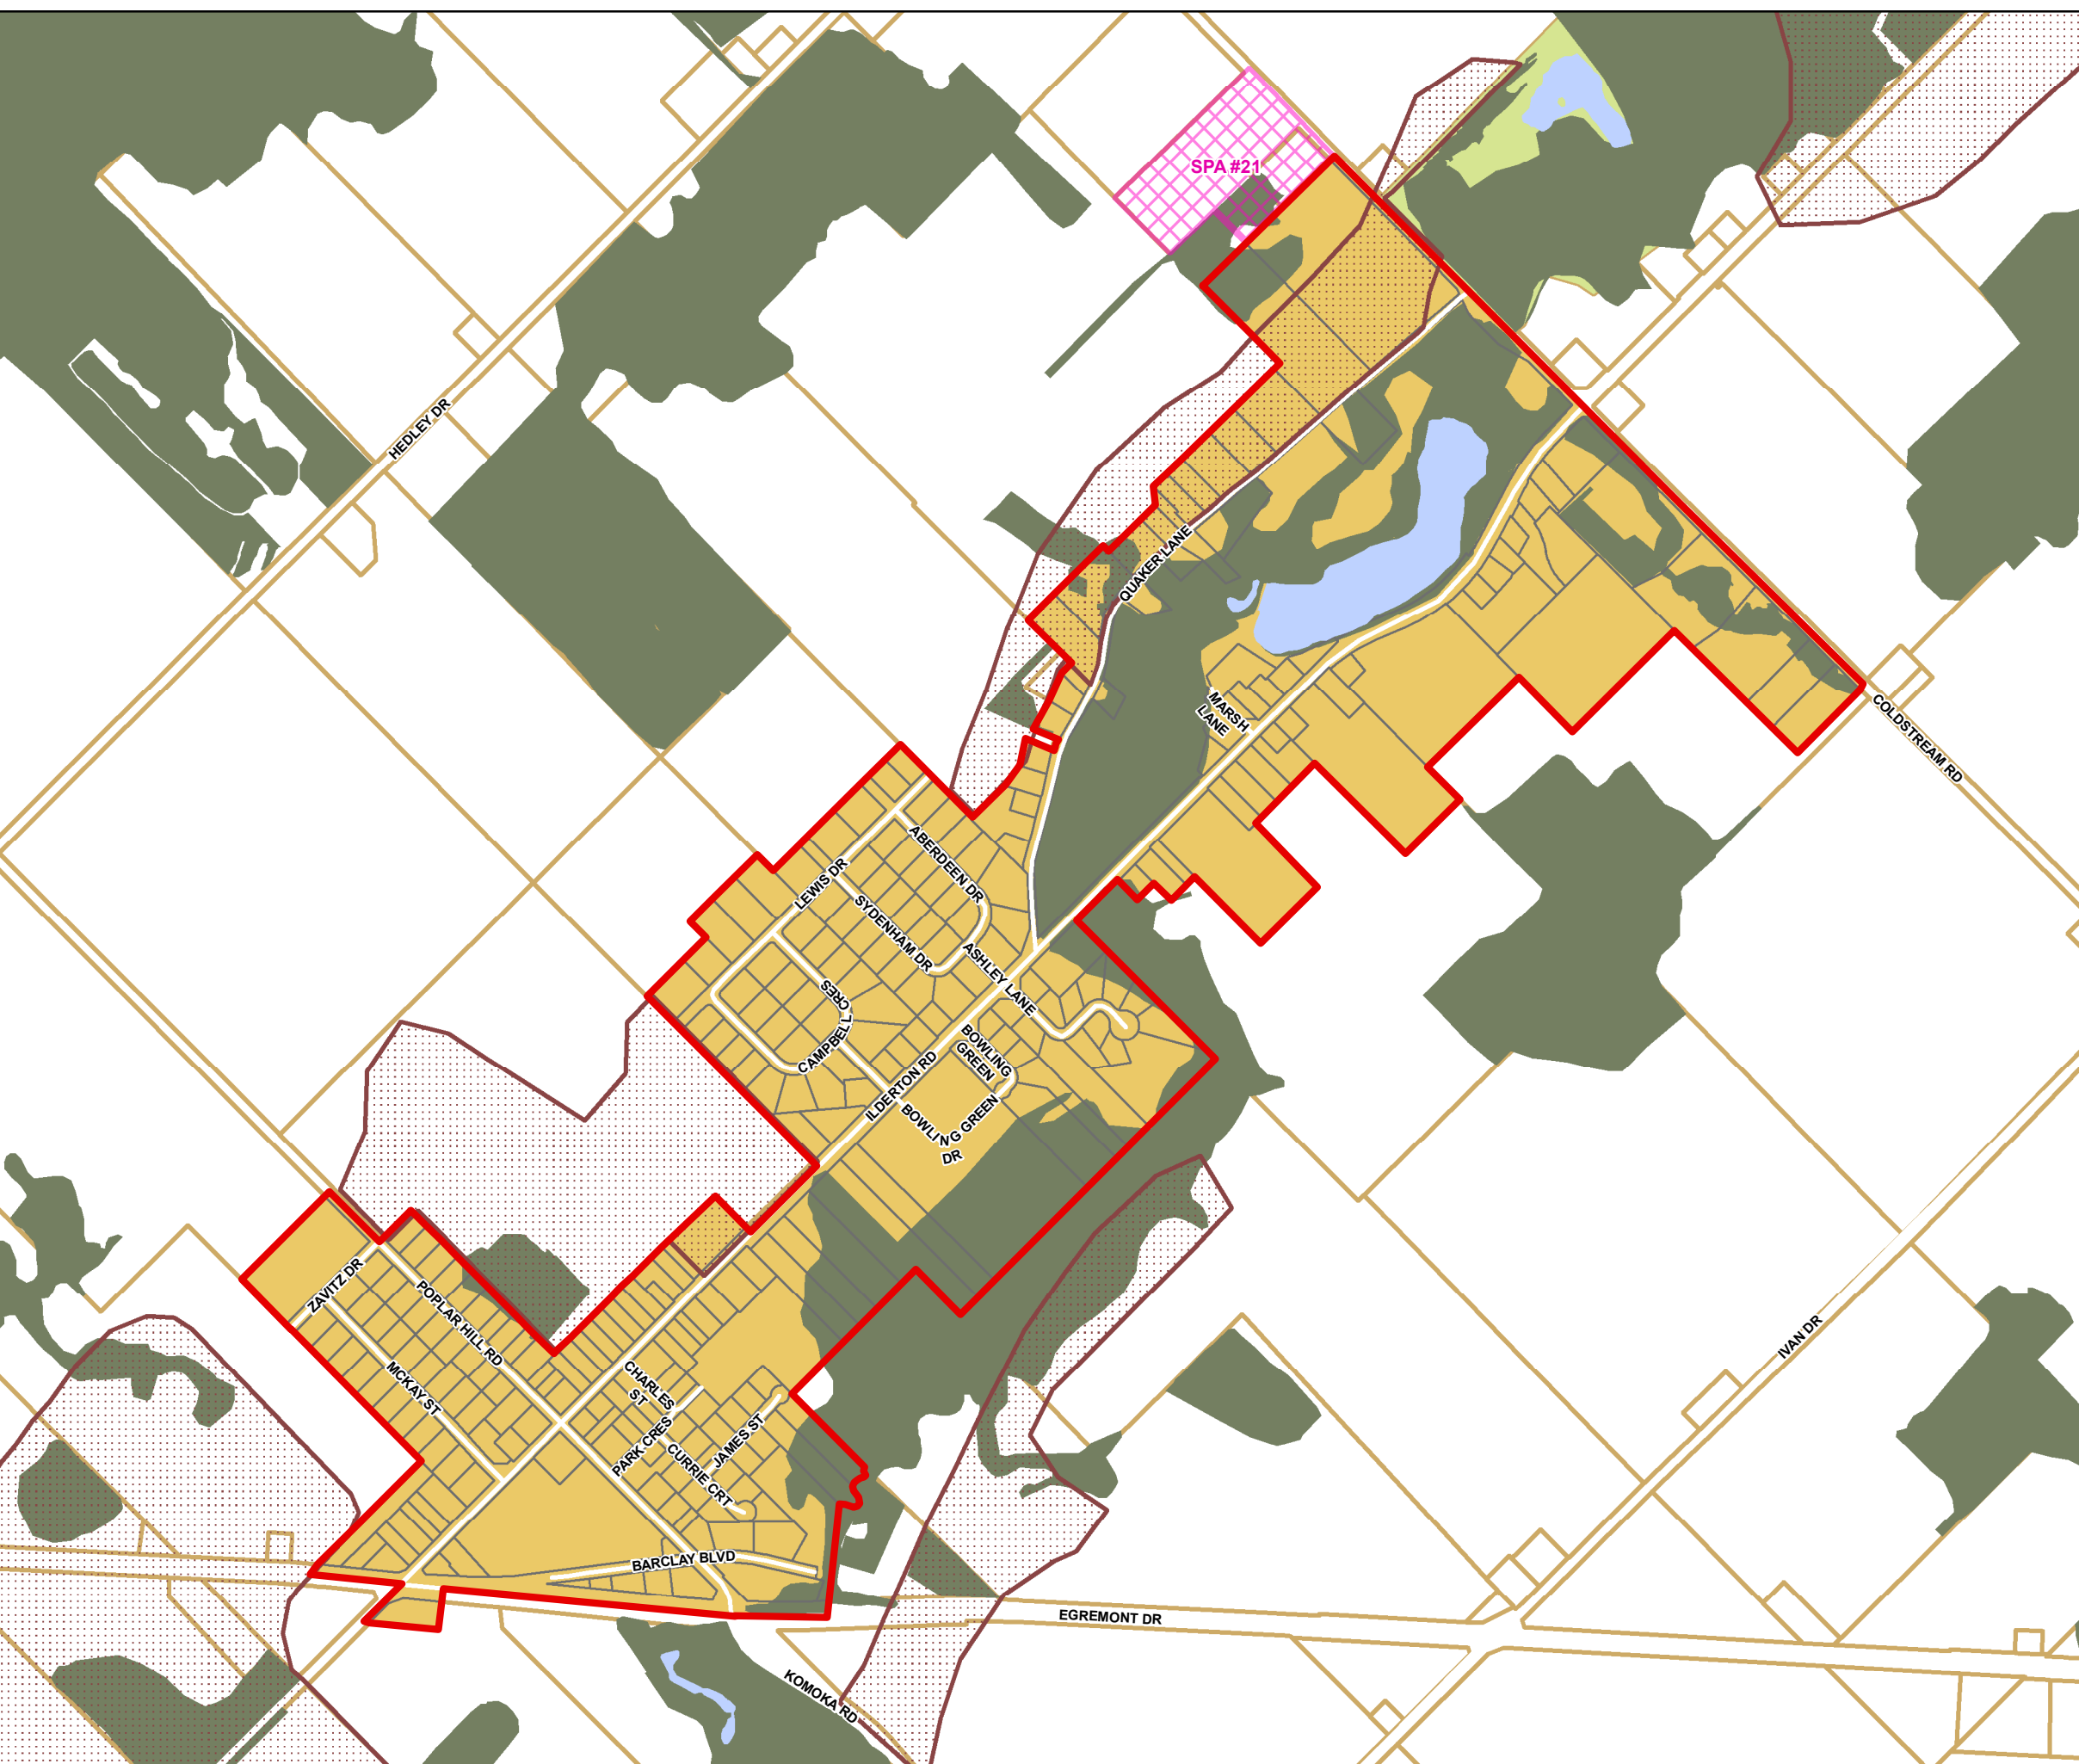 SPA #21
HEDLEY DR
QUAKER LANE
MARSH
LANE
COLDSTREAM RD
ABERDEEN DR
LEWIS DR
SYDENHAM DR
ASHLEY LANE
CAMPBELL CRES
BOWLING
GREEN
ILDERTON RD
BOWLING GREEN
DR
ZAVITZ DR
POPLAR HILL RD
MCKAY ST
CHARLES
ST
PARK CRES
JAMES ST
CURRIE CRT
IVAN DR
BARCLAY BLVD
EGREMONT DR
KOMOKA RD